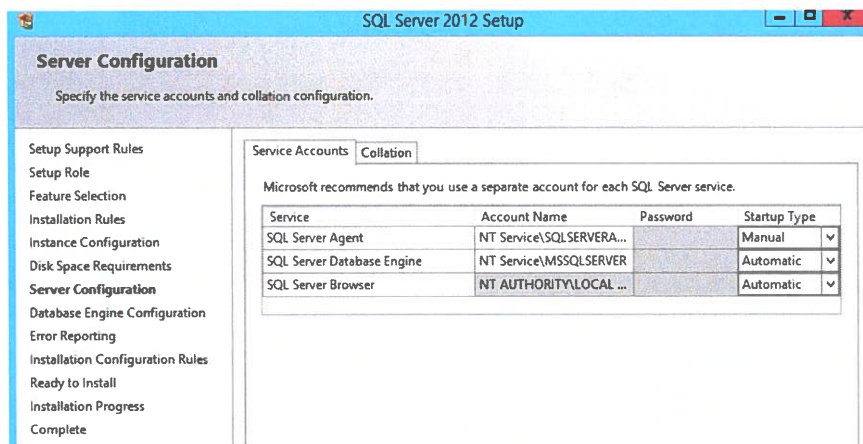 SQL Server 2012 Setup
Server Configuration
Specify the service accounts and collation configuration.
Setup Support Rules
Setup Role
Feature Selection
Installation Rules
Instance Configuration
Disk Space Requirements
Server Configuration
Database Engine Configuration
Error Reporting
Installation Configuration Rules
Ready to Install
Installation Progress
Complete
Service Accounts Collation
Microsoft recommends that you use a separate account for each SQL Server service.
Service Account Name Password Startup Type
SQL Server Agent NT Service\SQLSERVERA... Manual
SQL Server Database Engine NT Service\MSSQLSERVER Automatic
SQL Server Browser NT AUTHORITY\LOCAL ... Automatic